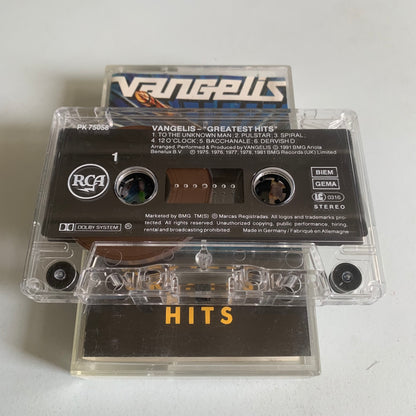 vangelis
PK 75058
VANGELIS – "GREATEST HITS"
1. TO THE UNKNOWN MAN; 2. PULSTAR; 3. SPIRAL;
4. 12 O'CLOCK; 5. BACCHANALE; 6. DERVISH D
Arranged, Performed & Produced by VANGELIS ℗ 1991 BMG Ariola
Benelux B.V. © 1975, 1976, 1977, 1978, 1981 BMG Records (UK) Limited
1
RCA
BIEM
GEMA
LC 0316
STEREO
DOLBY SYSTEM
Marketed by BMG TM(S) ® Marcas Registradas. All logos and trademarks pro-
tected. All rights reserved. Unauthorized copying, public performance, hiring,
rental and broadcasting prohibited. Made in Germany / Fabriqué en Allemagne
HITS